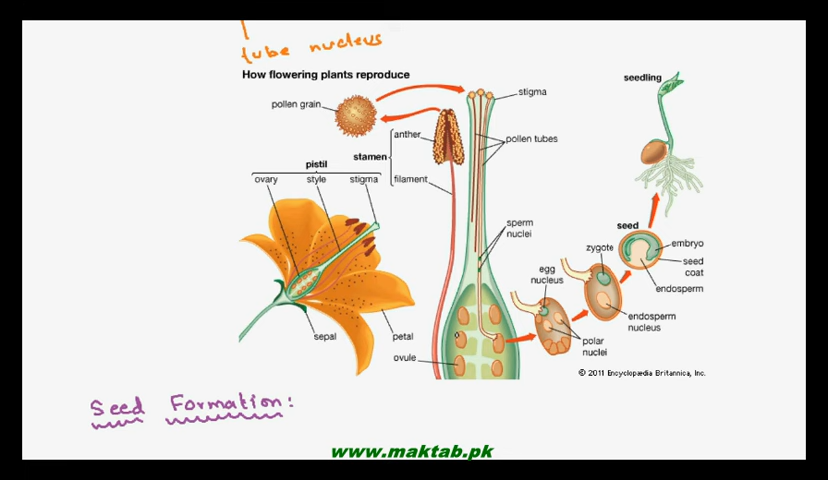 tube nucleus
How flowering plants reproduce
seedling
pollen grain
stigma
anther
pollen tubes
stamen
pistil
ovary style stigma
filament
sperm
nuclei
seed
zygote
embryo
egg
nucleus
seed
coat
endosperm
endosperm
nucleus
sepal
petal
polar
nuclei
ovule
© 2011 Encyclopædia Britannica, Inc.
Seed Formation:
www.maktab.pk